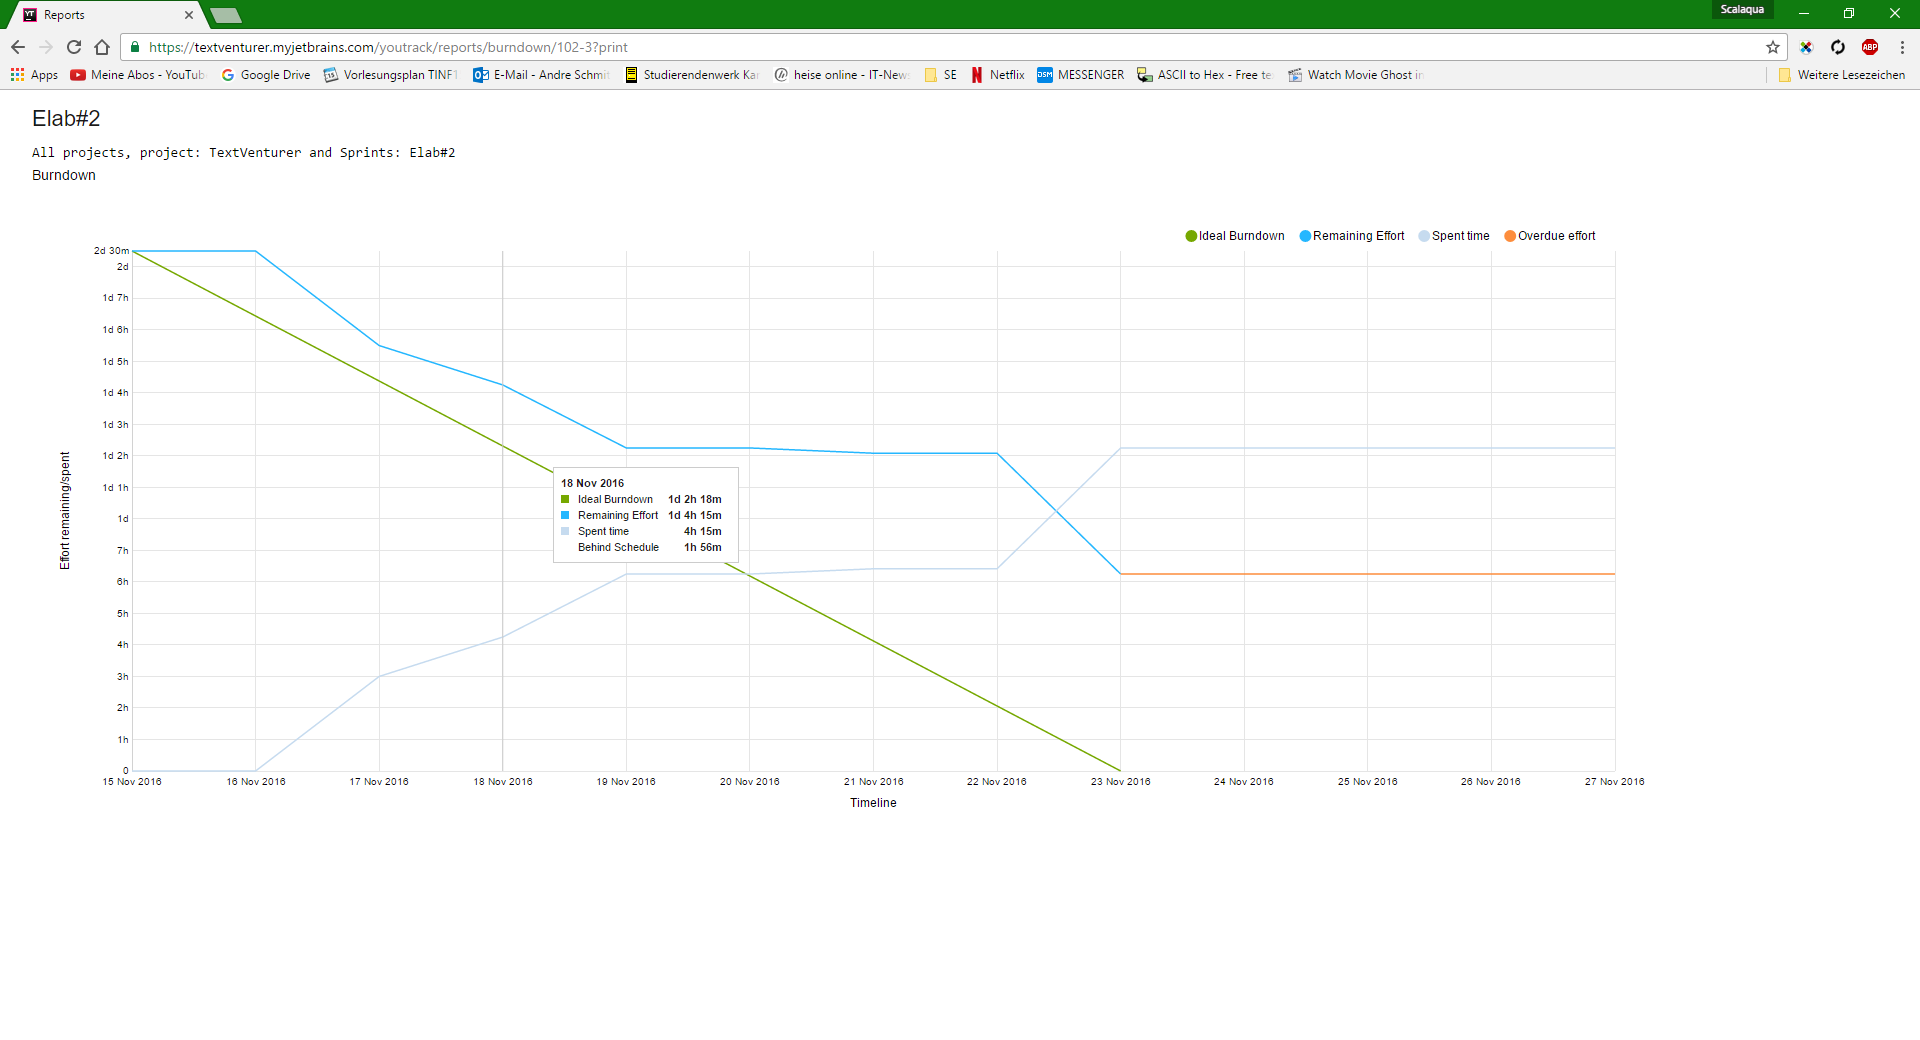 Reports
Scalaqua
https://textventurer.myjetbrains.com/youtrack/reports/burndown/102-3?print
Apps Meine Abos - YouTub Google Drive Vorlesungsplan TINF1 E-Mail - Andre Schmi Studierendenwerk Ka heise online - IT-New SE Netflix MESSENGER ASCII to Hex - Free te Watch Movie Ghost in Weitere Lesezeichen
Elab#2
All projects, project: TextVenturer and Sprints: Elab#2
Burndown
Ideal Burndown Remaining Effort Spent time Overdue effort
2d 30m
2d
1d 7h
1d 6h
1d 5h
1d 4h
1d 3h
1d 2h
1d 1h
1d
7h
6h
5h
4h
3h
2h
1h
0
Effort remaining/spent
18 Nov 2016
Ideal Burndown 1d 2h 18m
Remaining Effort 1d 4h 15m
Spent time 4h 15m
Behind Schedule 1h 56m
15 Nov 2016 16 Nov 2016 17 Nov 2016 18 Nov 2016 19 Nov 2016 20 Nov 2016 21 Nov 2016 22 Nov 2016 23 Nov 2016 24 Nov 2016 25 Nov 2016 26 Nov 2016 27 Nov 2016
Timeline